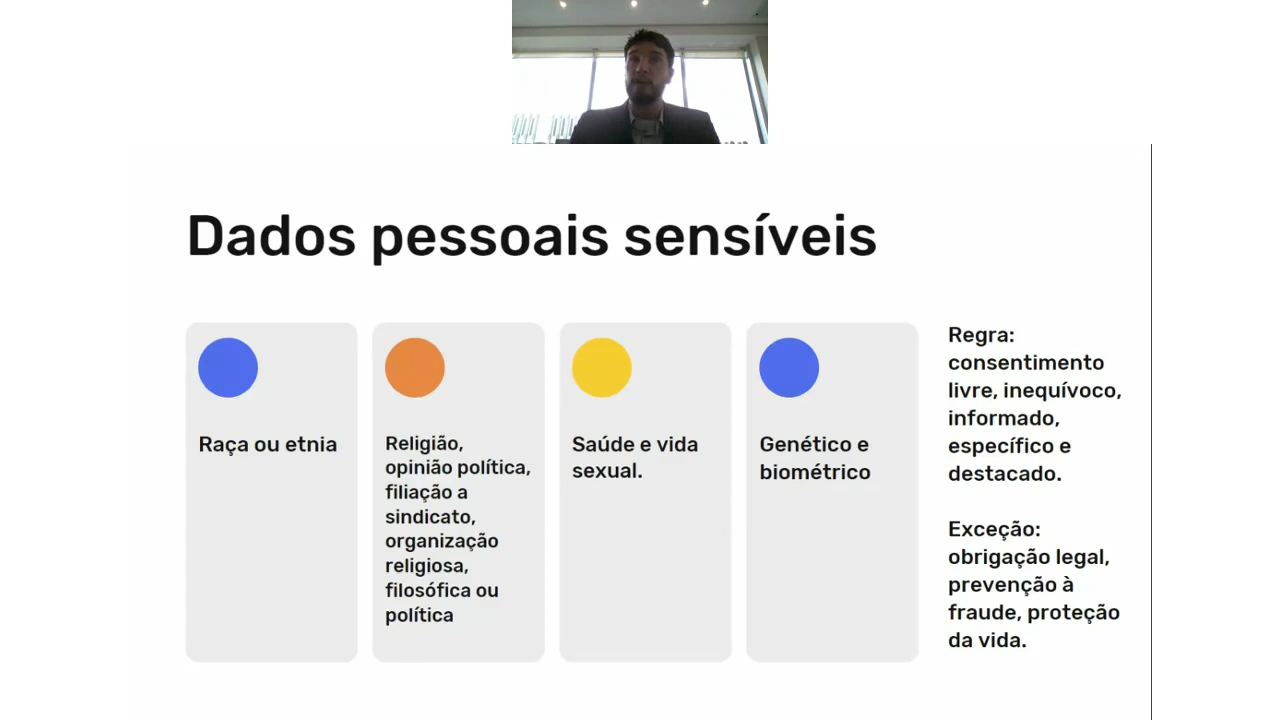 Dados pessoais sensíveis
Raça ou etnia
Religião,
opinião política,
filiação a
sindicato,
organização
religiosa,
filosófica ou
política
Saúde e vida
sexual.
Genético e
biométrico
Regra:
consentimento
livre, inequívoco,
informado,
específico e
destacado.
Exceção:
obrigação legal,
prevenção à
fraude, proteção
da vida.